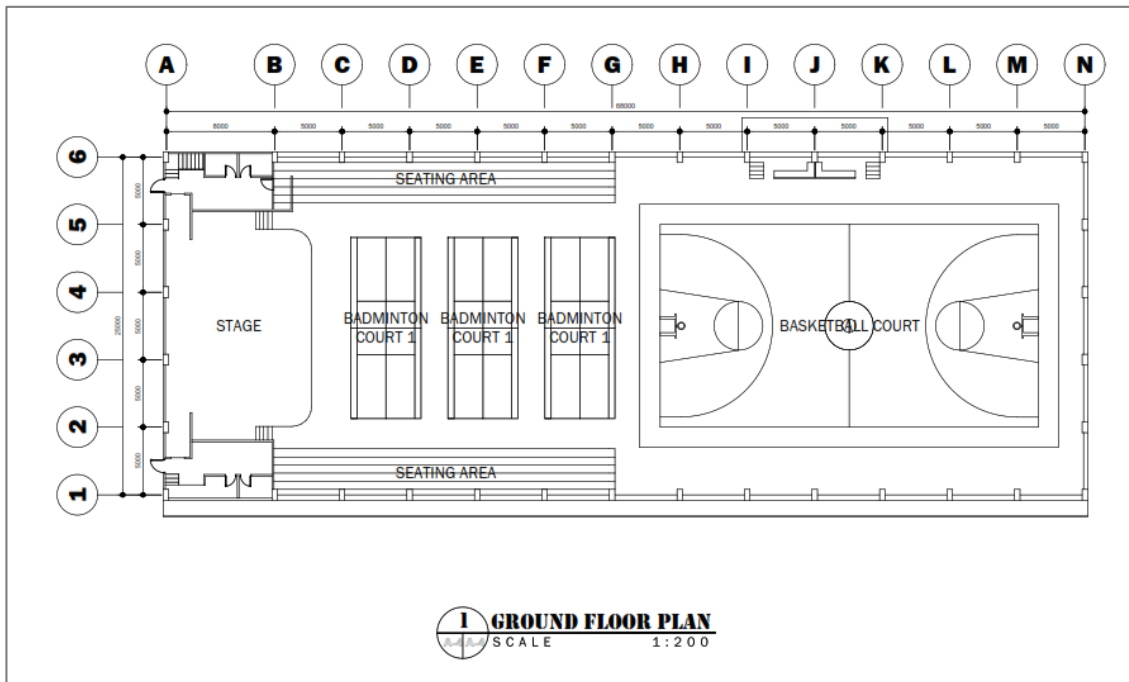 A B C D E F G H I J K L M N
68000
8000 5000 5000 5000 5000 5000 5000 5000 5000 5000 5000 5000 5000
6
5
4
3
2
1
25000
5000
5000
5000
5000
5000
SEATING AREA
STAGE
BADMINTON
COURT 1
BADMINTON
COURT 1
BADMINTON
COURT 1
BASKETBALL COURT
SEATING AREA
1 GROUND FLOOR PLAN
SCALE 1:200